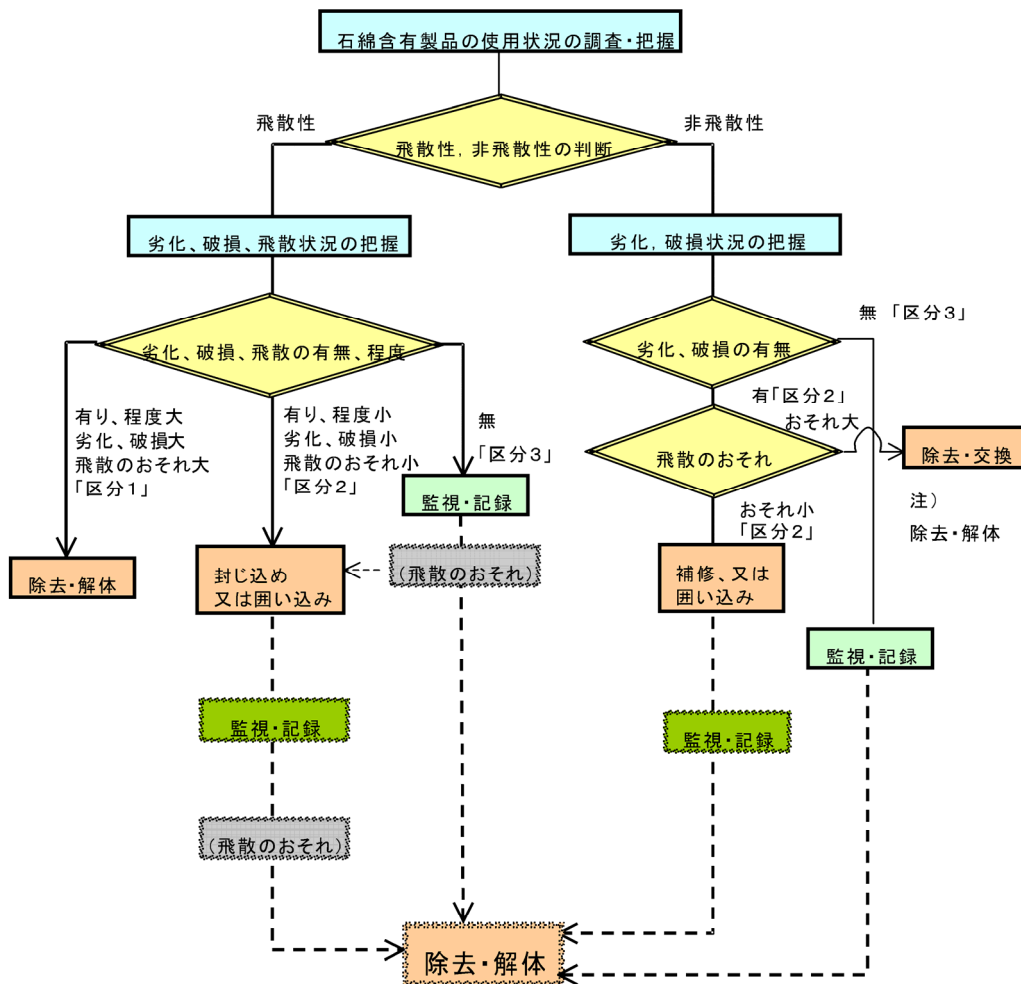 石綿含有製品の使用状況の調査・把握
飛散性
非飛散性
飛散性,非飛散性の判断
劣化、破損、飛散状況の把握
劣化,破損状況の把握
無 「区分3」
劣化、破損、飛散の有無、程度
劣化、破損の有無
有り、程度大
劣化、破損大
飛散のおそれ大
「区分1」
有り、程度小
劣化、破損小
飛散のおそれ小
「区分2」
無
「区分3」
有「区分2」
おそれ大
飛散のおそれ
除去・交換
注)
除去・解体
監視・記録
おそれ小
「区分2」
除去・解体
封じ込め
又は囲い込み
(飛散のおそれ)
補修、又は
囲い込み
監視・記録
監視・記録
監視・記録
(飛散のおそれ)
除去・解体